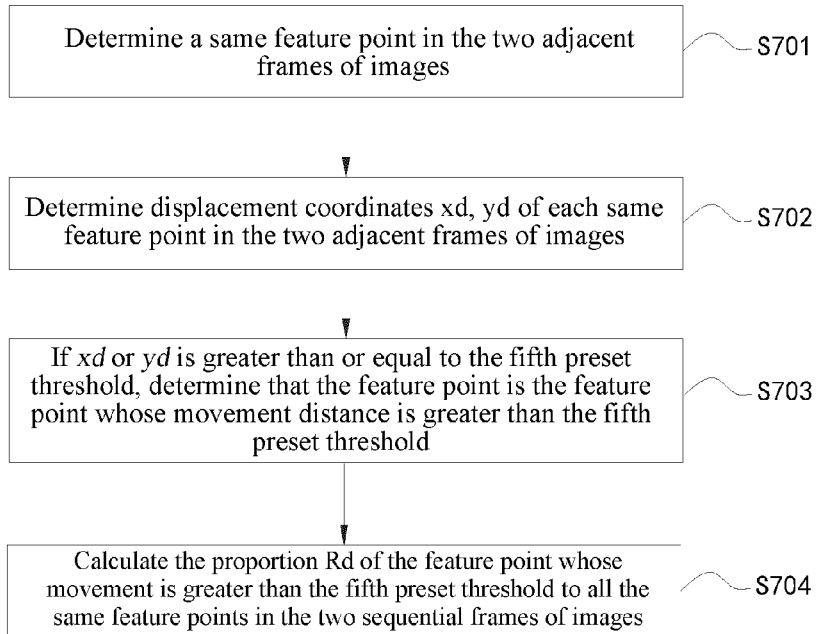 Determine a same feature point in the two adjacent
frames of images
S701
Determine displacement coordinates xd, yd of each same
feature point in the two adjacent frames of images
S702
If xd or yd is greater than or equal to the fifth preset
threshold, determine that the feature point is the feature
point whose movement distance is greater than the fifth
preset threshold
S703
Calculate the proportion Rd of the feature point whose
movement is greater than the fifth preset threshold to all the
same feature points in the two sequential frames of images
S704